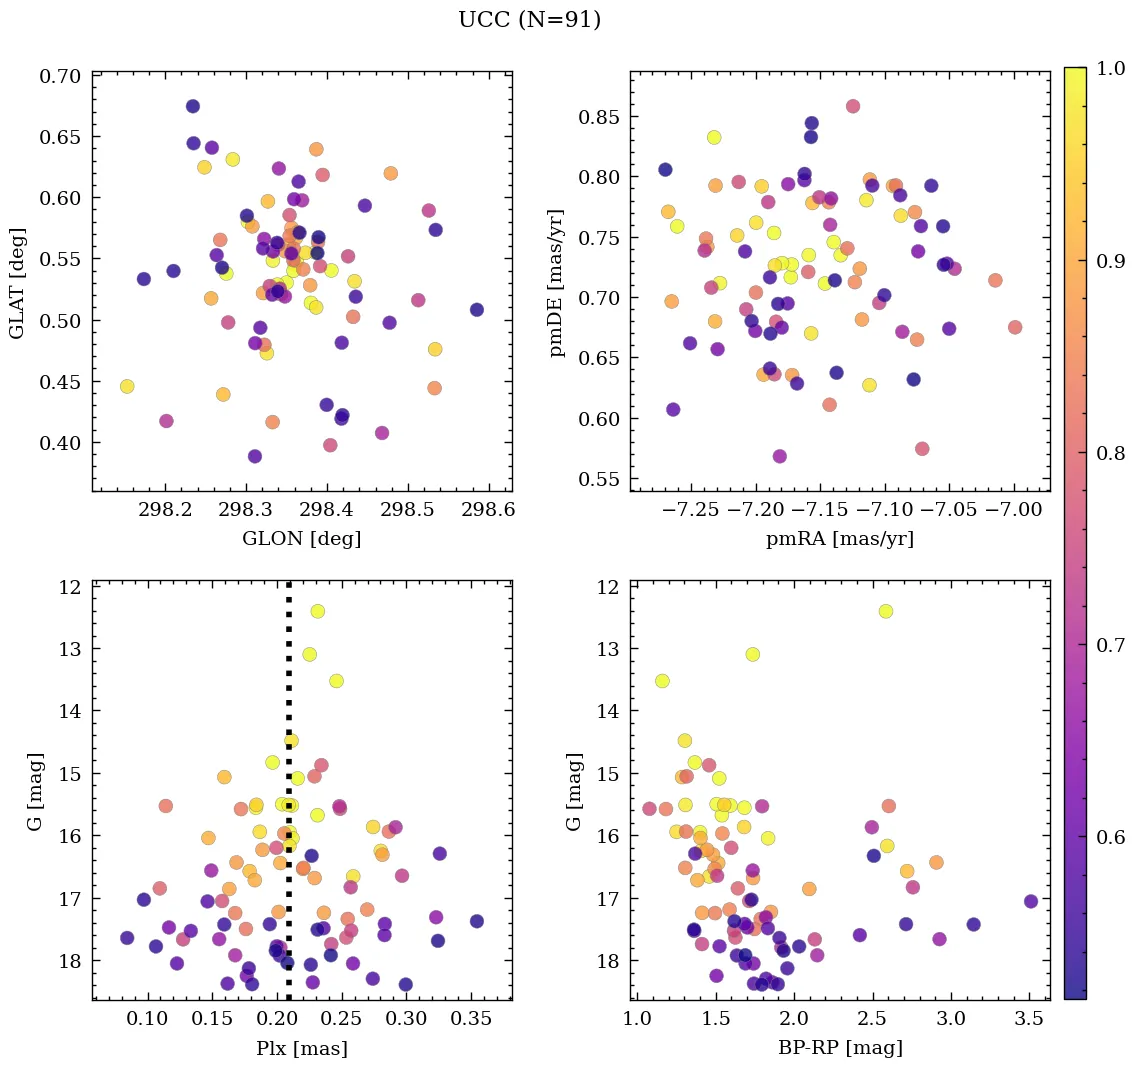 UCC (N=91)
0.70
0.65
0.60
0.55
0.50
0.45
0.40
GLAT [deg]
298.2 298.3 298.4 298.5 298.6
GLON [deg]
0.85
0.80
0.75
0.70
0.65
0.60
0.55
pmDE [mas/yr]
−7.25 −7.20 −7.15 −7.10 −7.05 −7.00
pmRA [mas/yr]
1.0
0.9
0.8
0.7
0.6
12
13
14
15
16
17
18
G [mag]
0.10 0.15 0.20 0.25 0.30 0.35
Plx [mas]
12
13
14
15
16
17
18
G [mag]
1.0 1.5 2.0 2.5 3.0 3.5
BP-RP [mag]